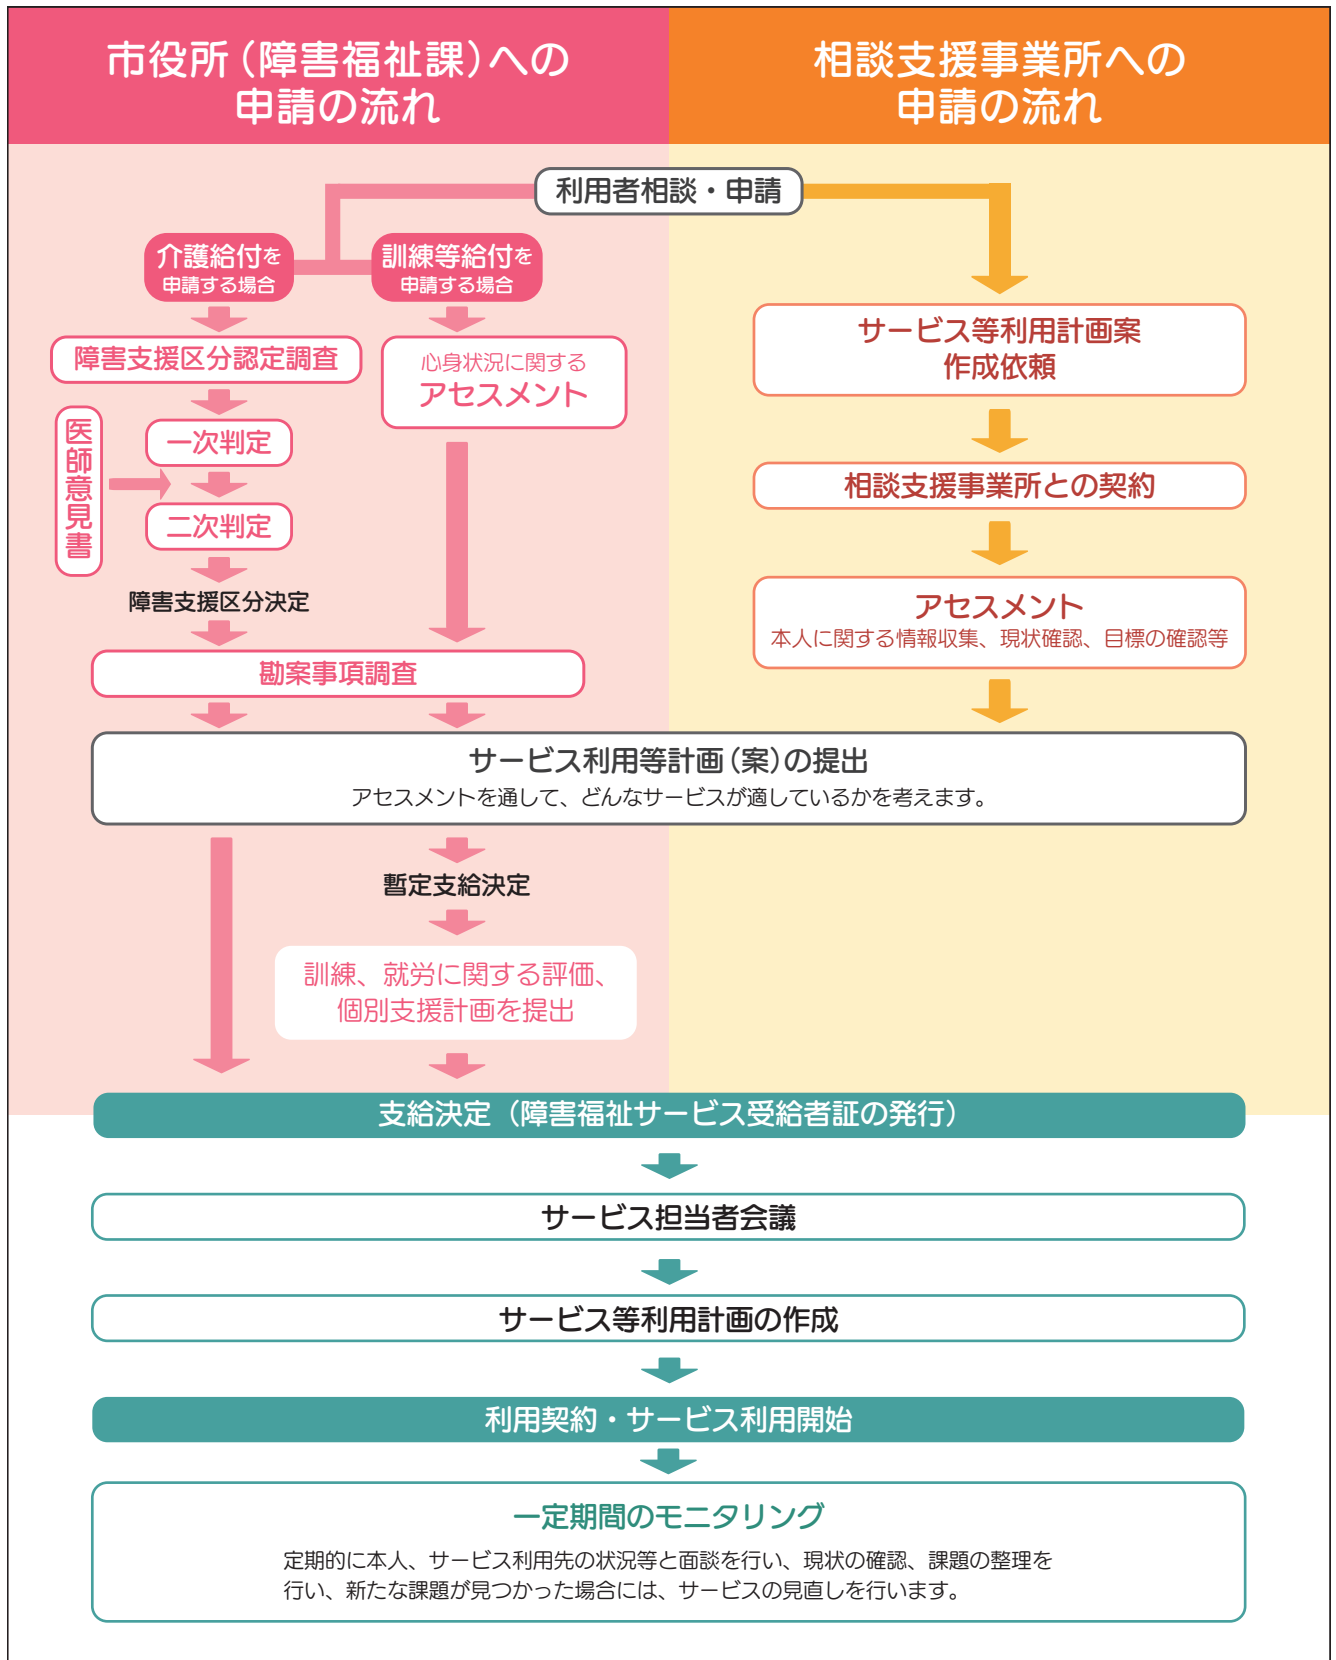 市役所(障害福祉課)への
申請の流れ
相談支援事業所への
申請の流れ
利用者相談・申請
介護給付を
申請する場合
訓練等給付を
申請する場合
障害支援区分認定調査
心身状況に関する
アセスメント
医師意見書
一次判定
二次判定
障害支援区分決定
勘案事項調査
サービス等利用計画案
作成依頼
相談支援事業所との契約
アセスメント
本人に関する情報収集、現状確認、目標の確認等
サービス利用等計画(案)の提出
アセスメントを通して、どんなサービスが適しているかを考えます。
暫定支給決定
訓練、就労に関する評価、
個別支援計画を提出
支給決定(障害福祉サービス受給者証の発行)
サービス担当者会議
サービス等利用計画の作成
利用契約・サービス利用開始
一定期間のモニタリング
定期的に本人、サービス利用先の状況等と面談を行い、現状の確認、課題の整理を
行い、新たな課題が見つかった場合には、サービスの見直しを行います。